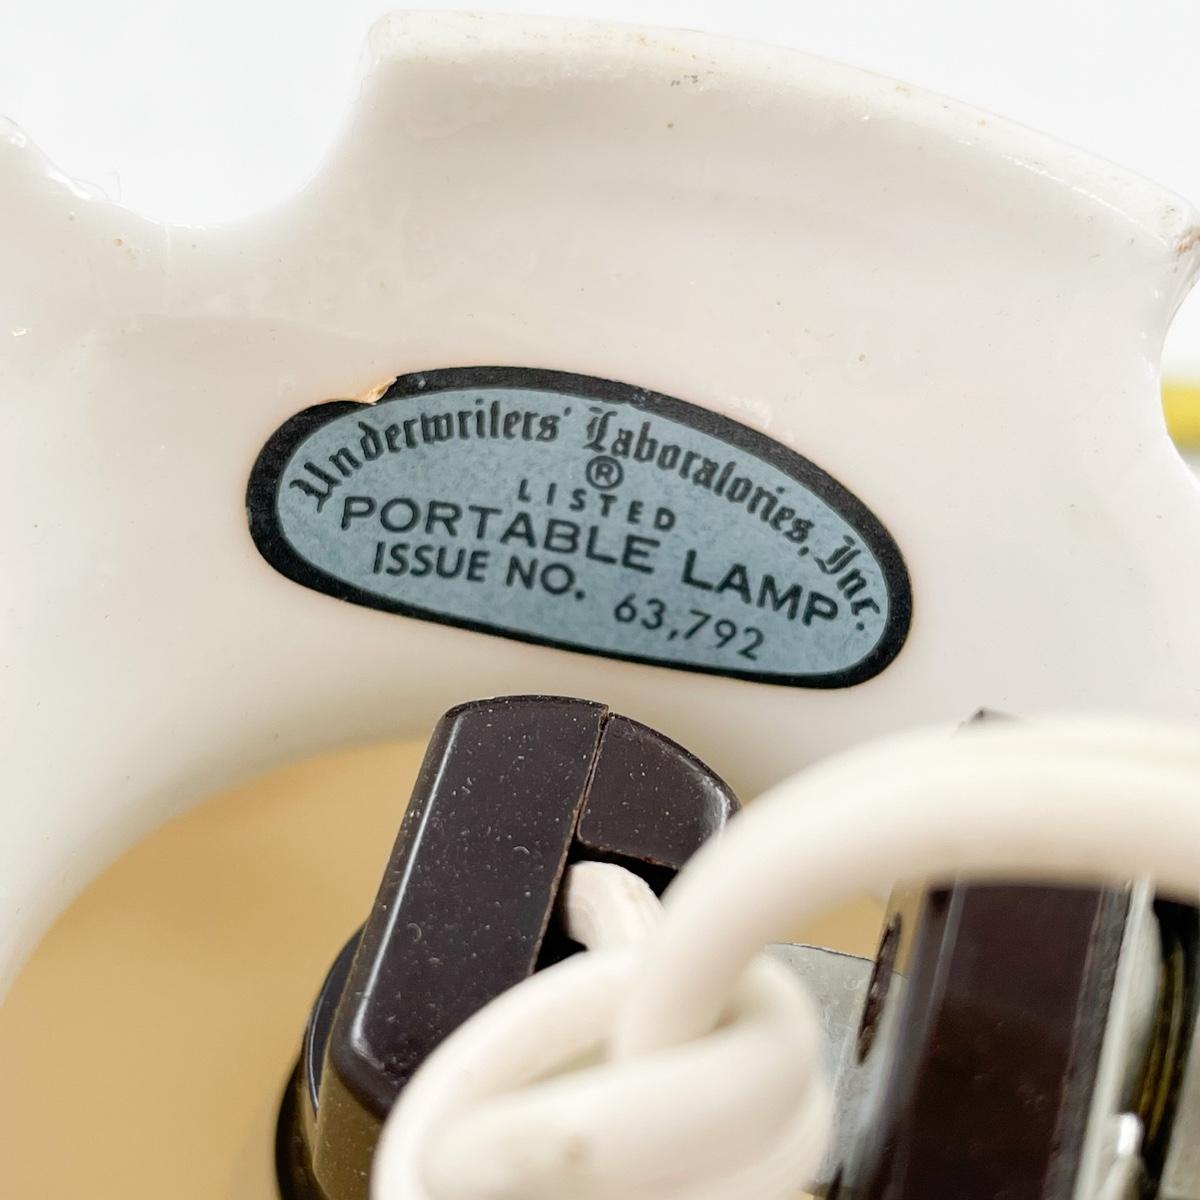 Underwriters' Laboratories, Inc.
®
LISTED
PORTABLE LAMP
ISSUE NO. 63,792